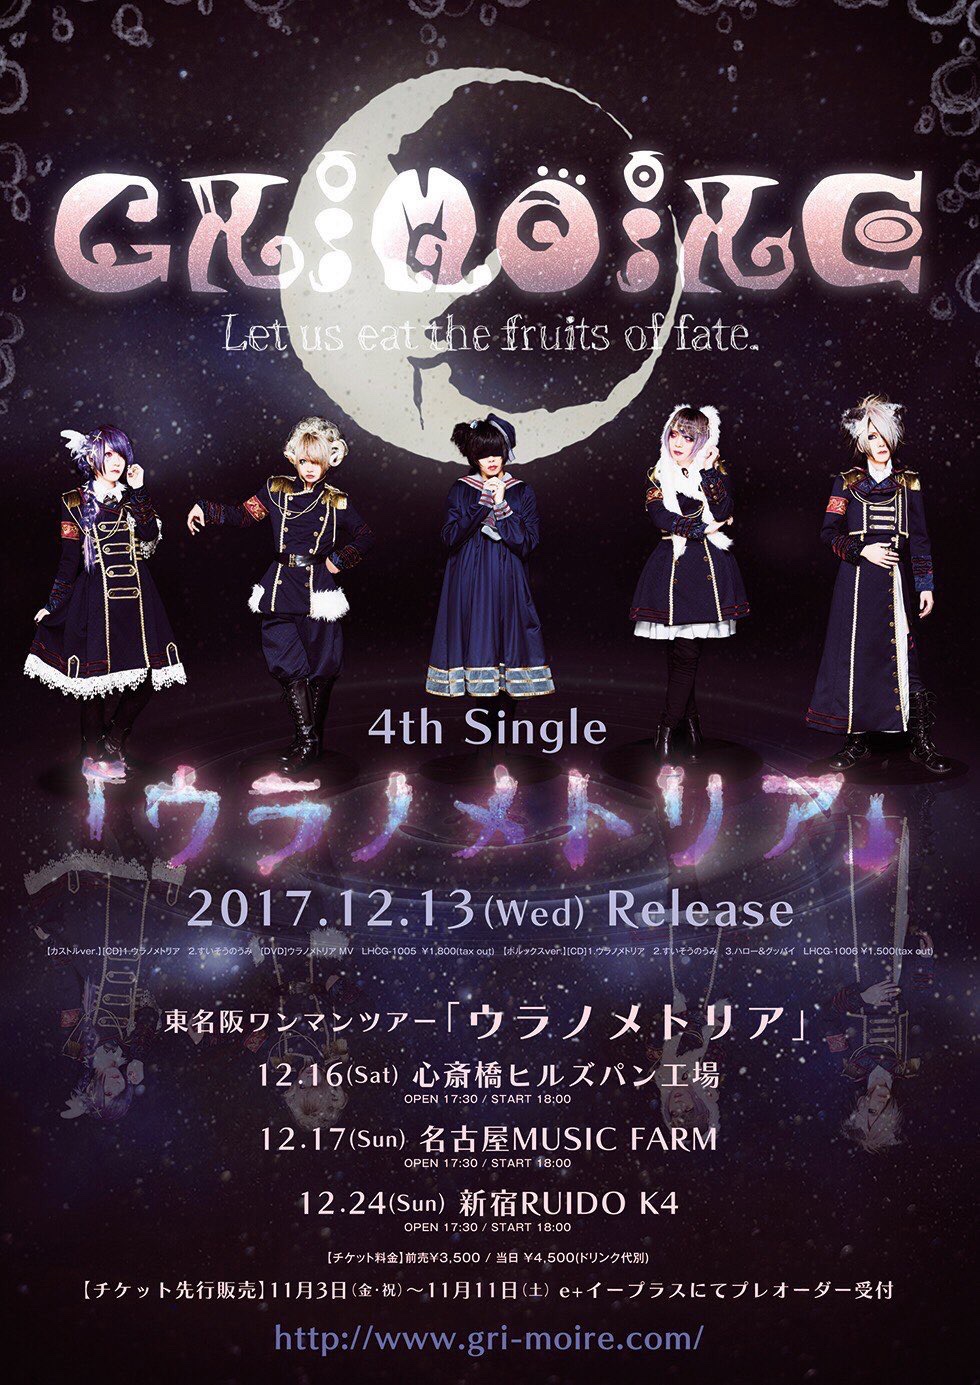 GRiMOiRE
Let us eat the fruits of fate.
4th Single
「ウラノメトリア」
2017.12.13(Wed) Release
【カストルver.】[CD]1.ウラノメトリア 2.すいそうのうみ [DVD]ウラノメトリア MV LHCG-1005 ¥1,800(tax out) 【ポルックスver.】[CD]1.ウラノメトリア 2.すいそうのうみ 3.ハロー&グッバイ LHCG-1006 ¥1,500(tax out)
東名阪ワンマンツアー「ウラノメトリア」
12.16(Sat) 心斎橋ヒルズパン工場
OPEN 17:30 / START 18:00
12.17(Sun) 名古屋MUSIC FARM
OPEN 17:30 / START 18:00
12.24(Sun) 新宿RUIDO K4
OPEN 17:30 / START 18:00
【チケット料金】前売¥3,500 / 当日 ¥4,500(ドリンク代別)
【チケット先行販売】11月3日(金・祝)〜11月11日(土) e+イープラスにてプレオーダー受付
http://www.gri-moire.com/